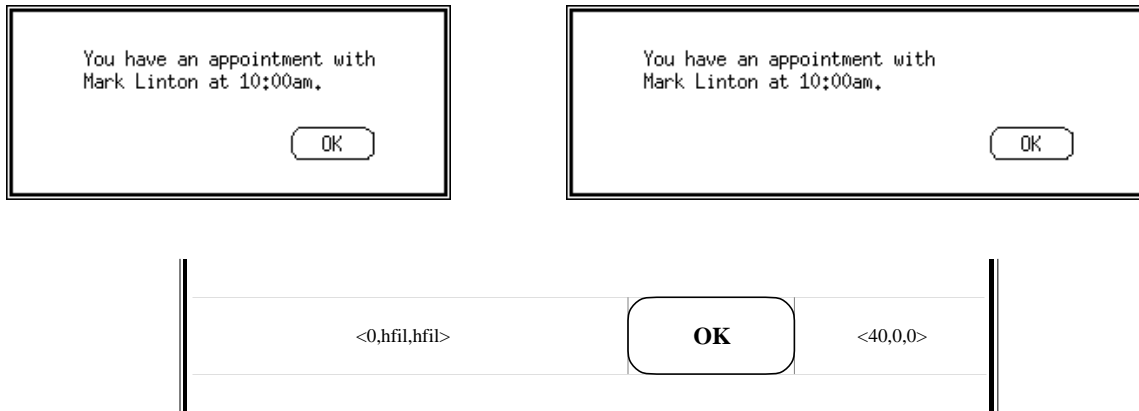 You have an appointment with
Mark Linton at 10:00am.
OK
You have an appointment with
Mark Linton at 10:00am.
OK
<0,hfil,hfil> OK <40,0,0>